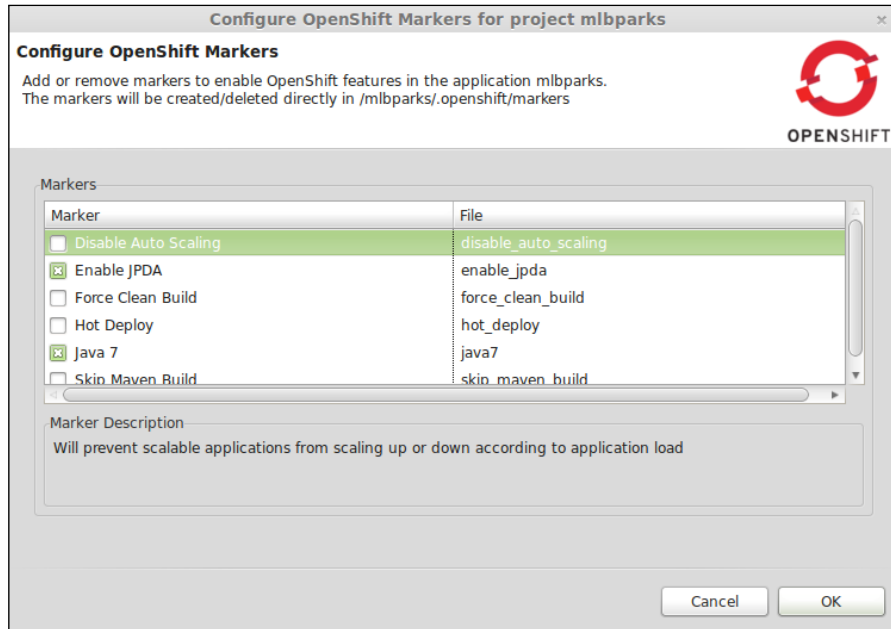 Configure OpenShift Markers for project mlbparks
Configure OpenShift Markers
Add or remove markers to enable OpenShift features in the application mlbparks.
The markers will be created/deleted directly in /mlbparks/.openshift/markers
OPENSHIFT
Markers
Marker File
Disable Auto Scaling disable_auto_scaling
Enable JPDA enable_jpda
Force Clean Build force_clean_build
Hot Deploy hot_deploy
Java 7 java7
Skip Maven Build skip_maven_build
Marker Description
Will prevent scalable applications from scaling up or down according to application load
Cancel OK